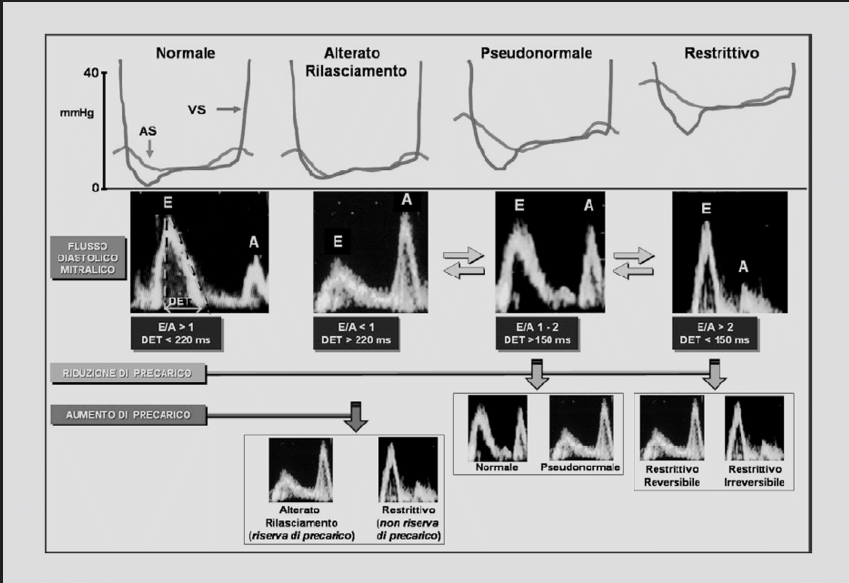 Normale
Alterato
Rilasciamento
Pseudonormale
Restrittivo
40
mmHg
0
VS
AS
E
A
DET
E
A
E
A
E
A
FLUSSO
DIASTOLICO
MITRALICO
E/A > 1
DET < 220 ms
E/A < 1
DET > 220 ms
E/A 1 - 2
DET >150 ms
E/A > 2
DET < 150 ms
RIDUZIONE DI PRECARICO
AUMENTO DI PRECARICO
Normale
Pseudonormale
Restrittivo
Reversibile
Restrittivo
Irreversibile
Alterato
Rilasciamento
(riserva di precarico)
Restrittivo
(non riserva
di precarico)